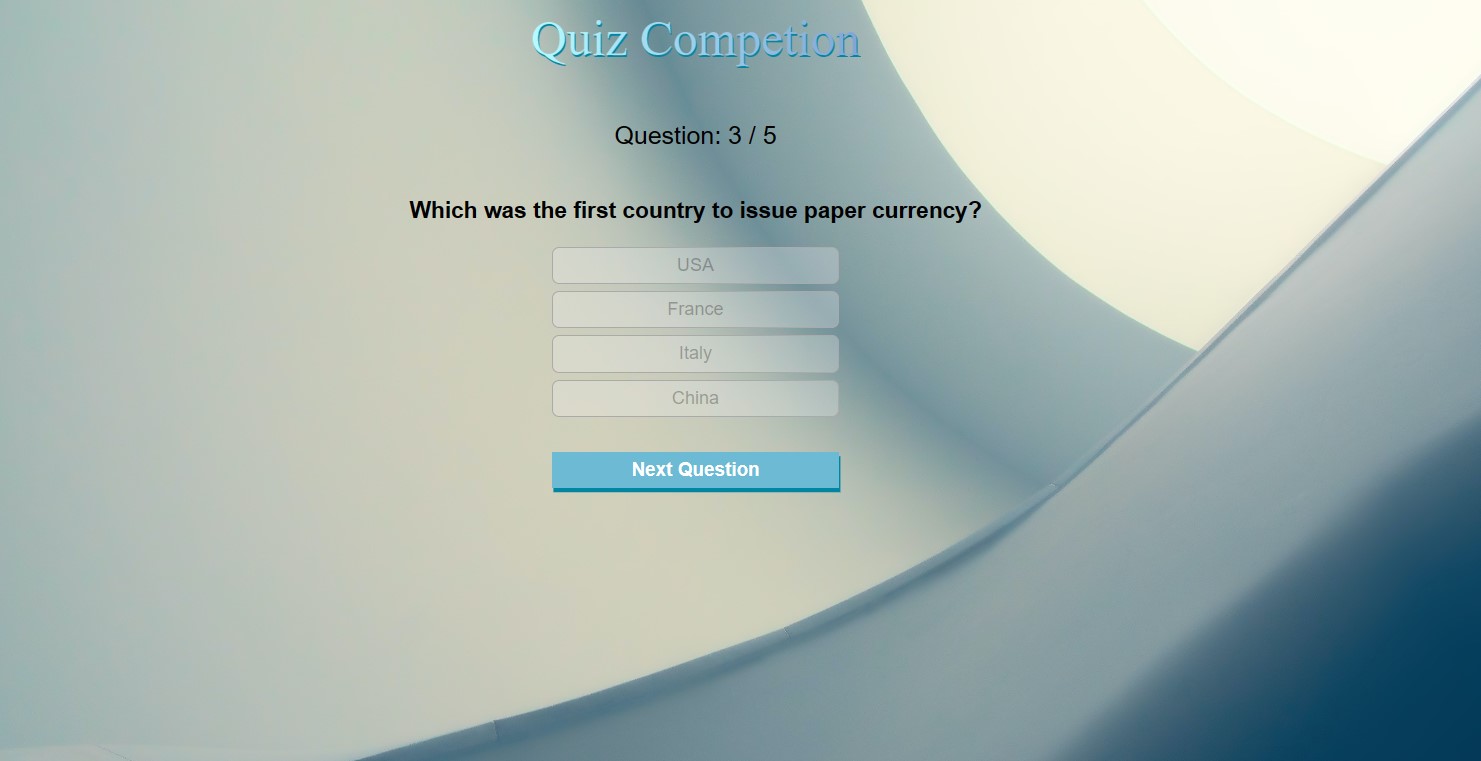 Quiz Competion
Question: 3 / 5
Which was the first country to issue paper currency?
USA
France
Italy
China
Next Question